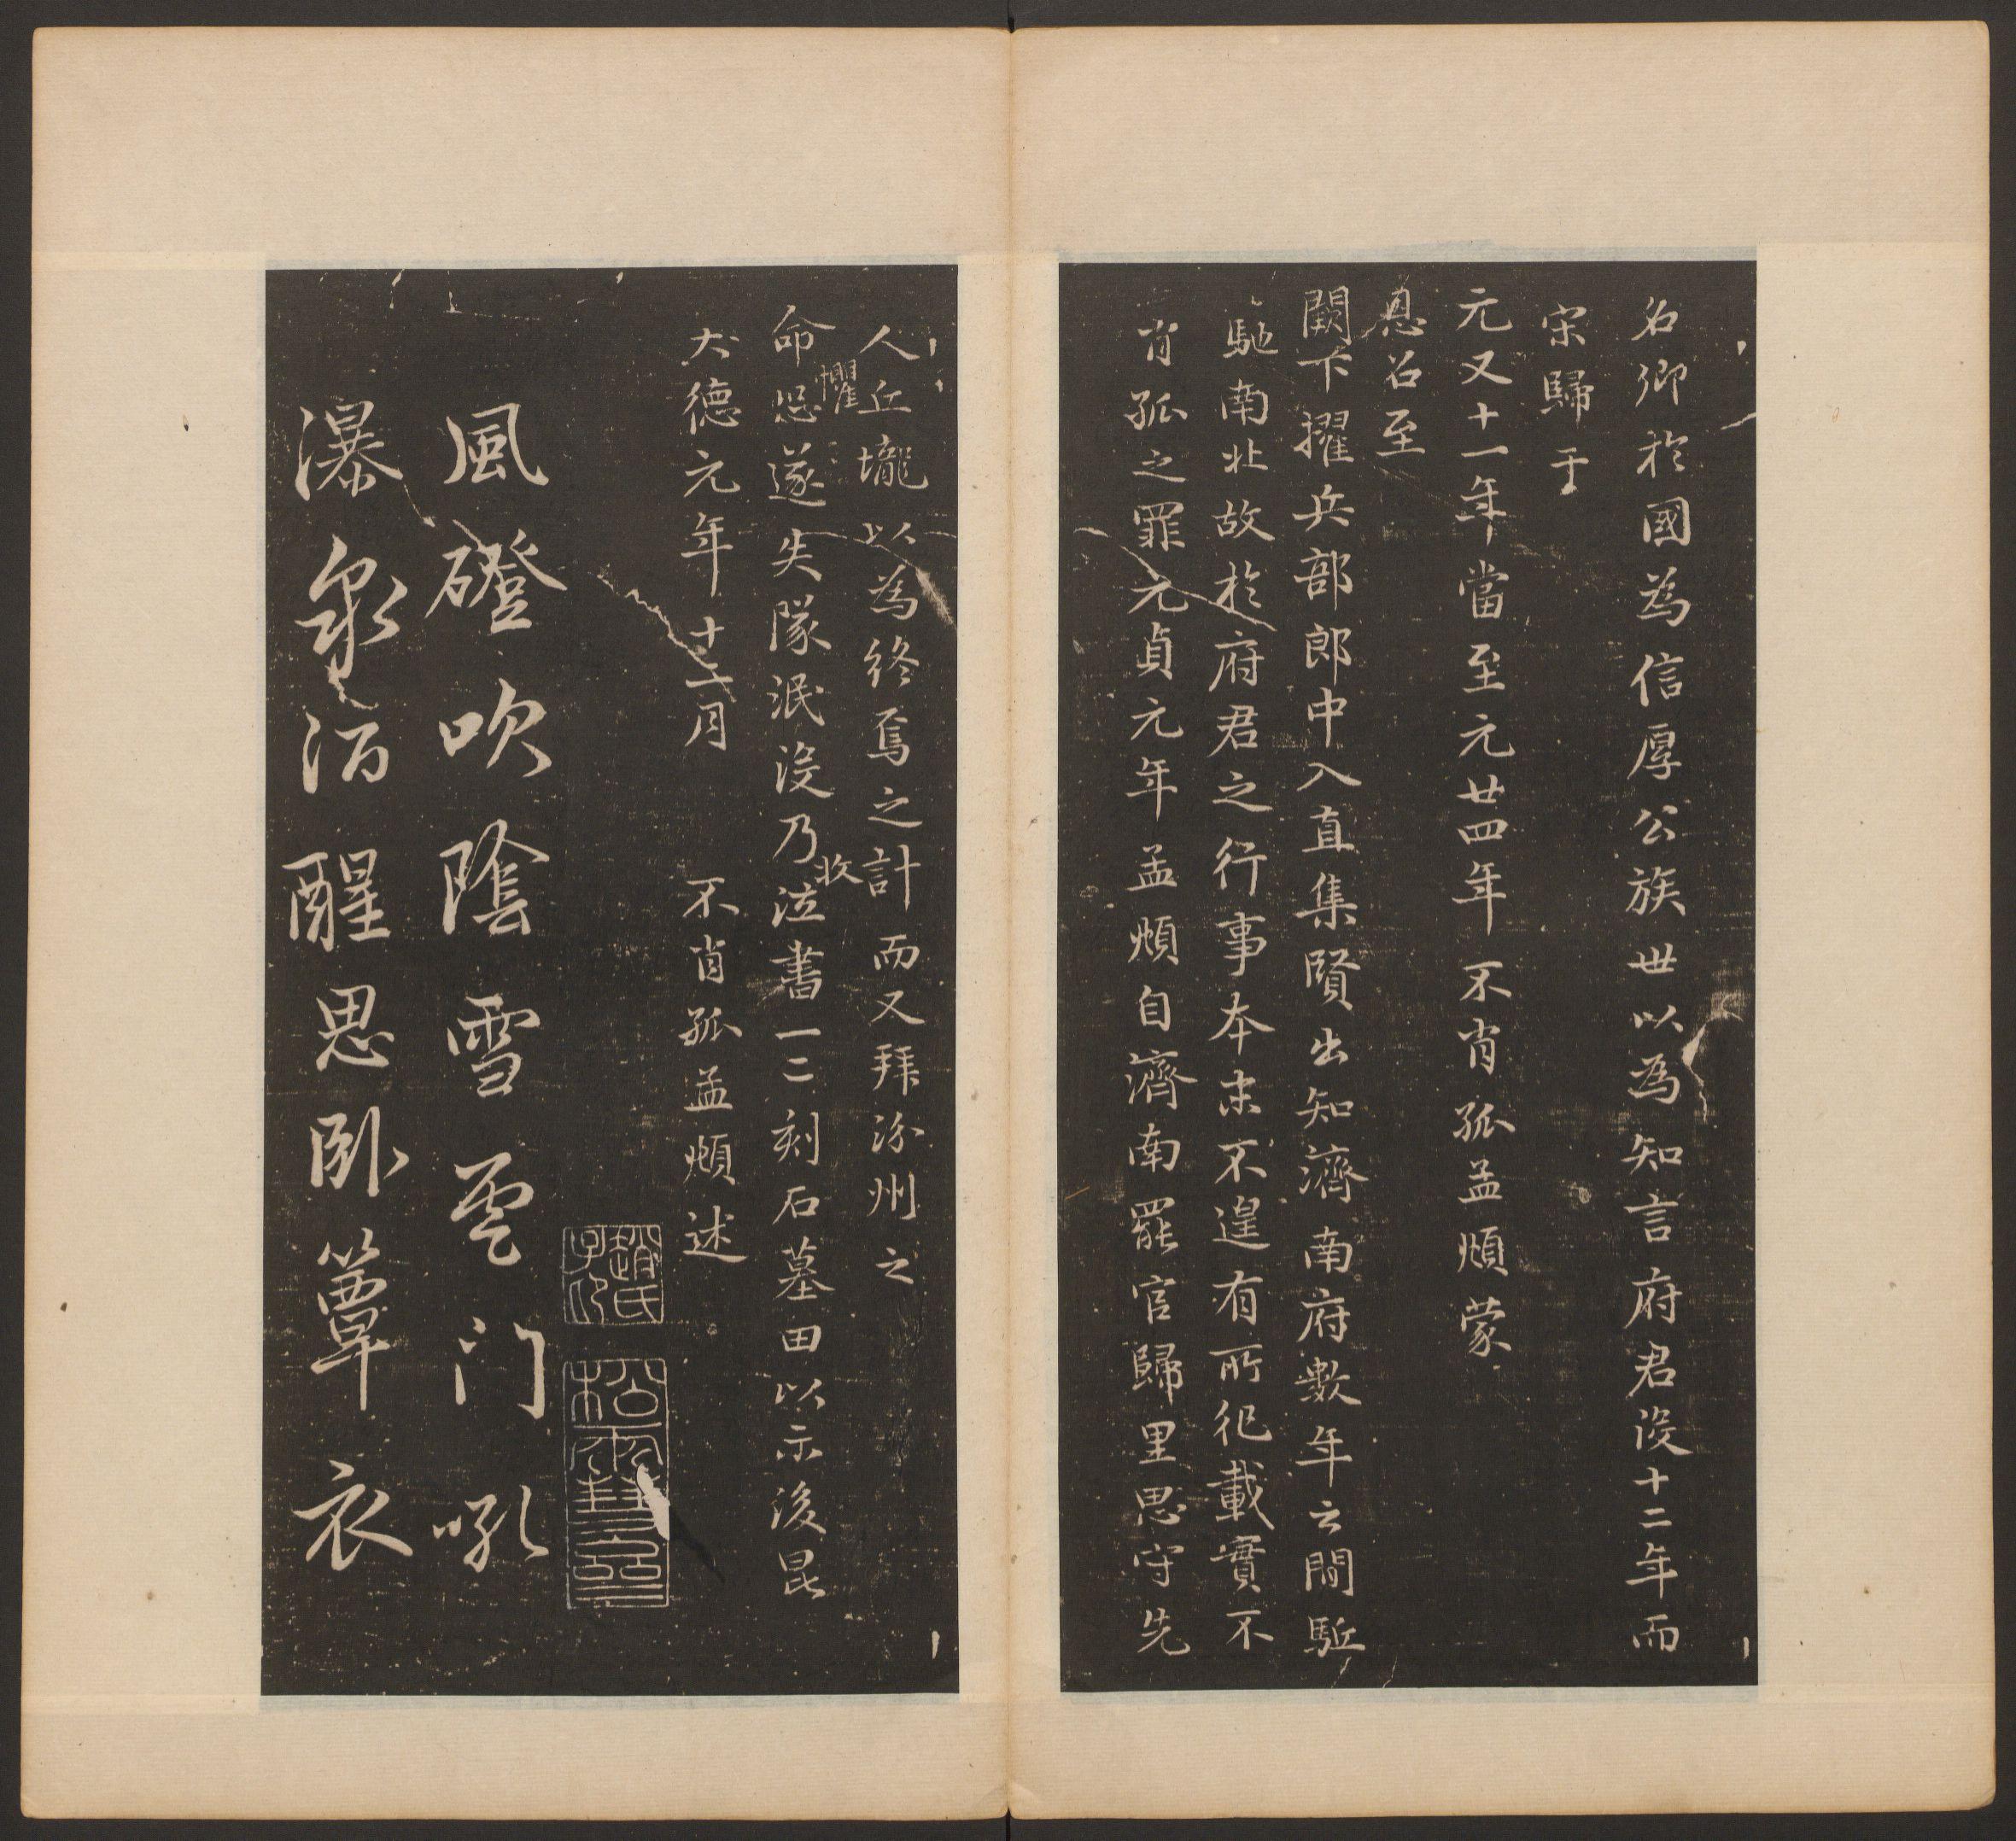 名卿於國為信厚公族世以為知言府君沒十二年而
宋歸于
元又十一年當至元廿四年不肖孤孟頫蒙
恩召至
闕下擢兵部郎中入直集賢出知濟南府數年之間駈
馳南北故於府君之行事本末不遑有所紀載實不
肖孤之罪元貞元年孟頫自濟南罷官歸里思守先
人丘壠以為終焉之計而又拜汾州之
命懼恐遂失隊泯沒乃泣書一二刻石墓田以示後昆
牧
大德元年十二月　不肖孤孟頫述
趙氏子昂
松雪齋
風磴吹陰雪雲門吼
瀑泉酒醒思臥簟衣